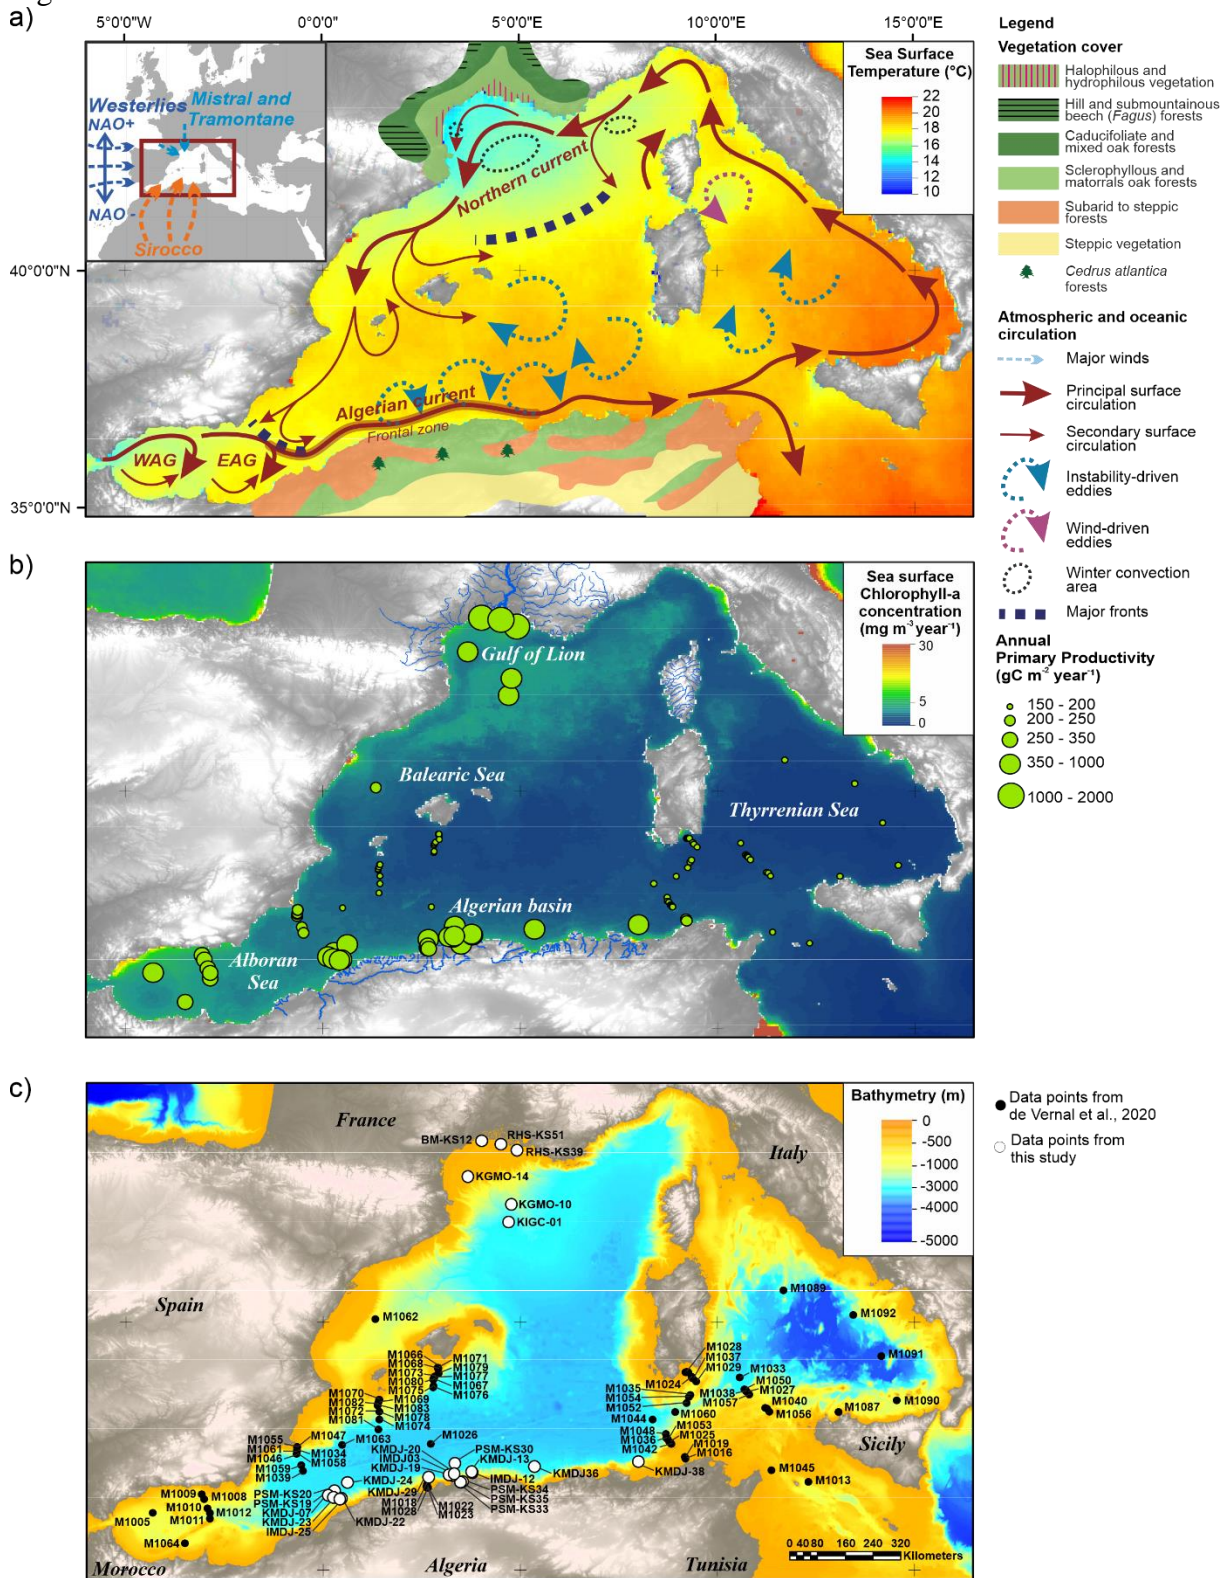 a)
5°0'0"W
0°0'0"
5°0'0"E
10°0'0"E
15°0'0"E
40°0'0"N
35°0'0"N
Westerlies
NAO+
NAO-
Mistral and
Tramontane
Sirocco
Sea Surface
Temperature (°C)
22
20
18
16
14
12
10
Northern current
Algerian current
Frontal zone
WAG
EAG
Legend
Vegetation cover
Halophilous and
hydrophilous vegetation
Hill and submountainous
beech (Fagus) forests
Caducifoliate and
mixed oak forests
Sclerophyllous and
matorrals oak forests
Subarid to steppic
forests
Steppic vegetation
Cedrus atlantica
forests
Atmospheric and oceanic
circulation
Major winds
Principal surface
circulation
Secondary surface
circulation
Instability-driven
eddies
Wind-driven
eddies
Winter convection
area
Major fronts
b)
Sea surface
Chlorophyll-a
concentration
(mg m⁻³ year⁻¹)
30
5
0
Gulf of Lion
Balearic Sea
Thyrrenian Sea
Algerian basin
Alboran
Sea
Annual
Primary Productivity
(gC m⁻² year⁻¹)
150 - 200
200 - 250
250 - 350
350 - 1000
1000 - 2000
c)
Bathymetry (m)
0
-500
-1000
-3000
-4000
-5000
Data points from
de Vernal et al., 2020
Data points from
this study
France
Italy
Spain
Sicily
Morocco
Algeria
Tunisia
BM-KS12
RHS-KS51
RHS-KS39
KGMO-14
KGMO-10
KIGC-01
M1062
M1066
M1068
M1073
M1080
M1075
M1071
M1079
M1077
M1067
M1076
M1070
M1082
M1072
M1081
M1069
M1083
M1078
M1074
M1055
M1061
M1046
M1059
M1039
M1047
M1034
M1058
M1063
M1026
KMDJ-20
IMDJ03
KMDJ-19
KMDJ-24
KMDJ-29
M1018
M1028
PSM-KS30
KMDJ-13
IMDJ-12
PSM-KS34
PSM-KS35
PSM-KS33
M1022
M1023
KMDJ36
KMDJ-38
PSM-KS20
PSM-KS19
KMDJ-07
KMDJ-23
IMDJ-25
KMDJ-22
M1009
M1010
M1011
M1008
M1012
M1005
M1064
M1028
M1037
M1029
M1024
M1035
M1054
M1052
M1044
M1048
M1036
M1042
M1038
M1057
M1060
M1053
M1025
M1019
M1016
M1033
M1050
M1027
M1040
M1056
M1045
M1013
M1087
M1090
M1091
M1092
M1089
0 40 80 160 240 320
Kilometers